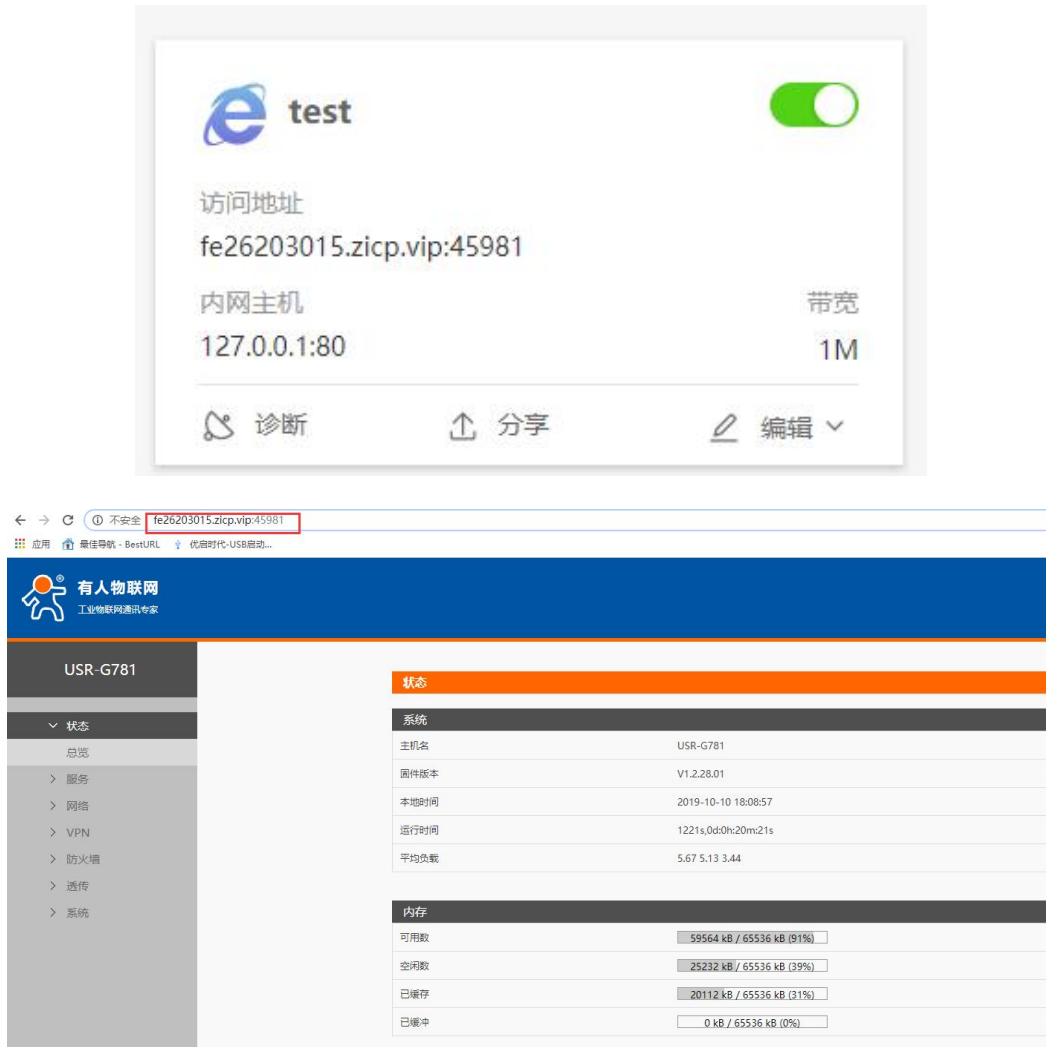 test
访问地址
fe26203015.zicp.vip:45981
内网主机 带宽
127.0.0.1:80 1M
诊断 分享 编辑
不安全 fe26203015.zicp.vip:45981
应用 最佳导航 - BestURL 优启时代-USB启动...
有人物联网
工业物联网通讯专家
USR-G781
状态
总览
服务
网络
VPN
防火墙
透传
系统
状态
系统
主机名 USR-G781
固件版本 V1.2.28.01
本地时间 2019-10-10 18:08:57
运行时间 1221s,0d:0h:20m:21s
平均负载 5.67 5.13 3.44
内存
可用数 59564 kB / 65536 kB (91%)
空闲数 25232 kB / 65536 kB (39%)
已缓存 20112 kB / 65536 kB (31%)
已缓冲 0 kB / 65536 kB (0%)